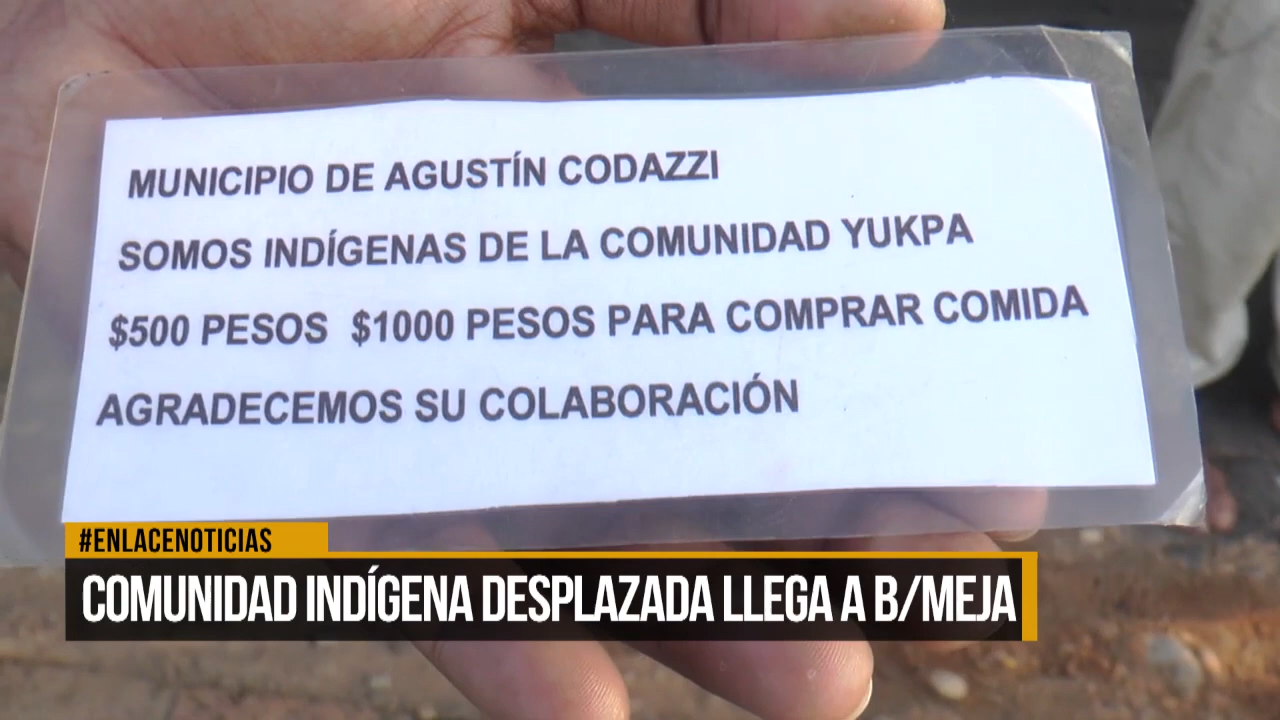 MUNICIPIO DE AGUSTÍN CODAZZI
SOMOS INDÍGENAS DE LA COMUNIDAD YUKPA
$500 PESOS $1000 PESOS PARA COMPRAR COMIDA
AGRADECEMOS SU COLABORACIÓN
#ENLACENOTICIAS
COMUNIDAD INDÍGENA DESPLAZADA LLEGA A B/MEJA